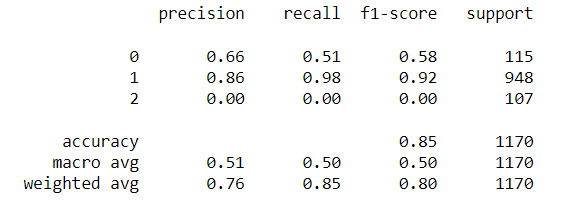 precision recall f1-score support
0 0.66 0.51 0.58 115
1 0.86 0.98 0.92 948
2 0.00 0.00 0.00 107
accuracy 0.85 1170
macro avg 0.51 0.50 0.50 1170
weighted avg 0.76 0.85 0.80 1170